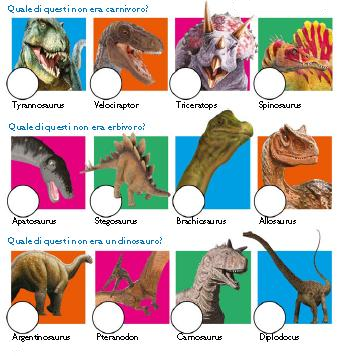 Quale di questi non era carnivoro?
Tyrannosaurus Velociraptor Triceratops Spinosaurus
Quale di questi non era erbivoro?
Apatosaurus Stegosaurus Brachiosaurus Allosaurus
Quale di questi non era un dinosauro?
Argentinosaurus Pteranodon Carnosaurus Diplodocus